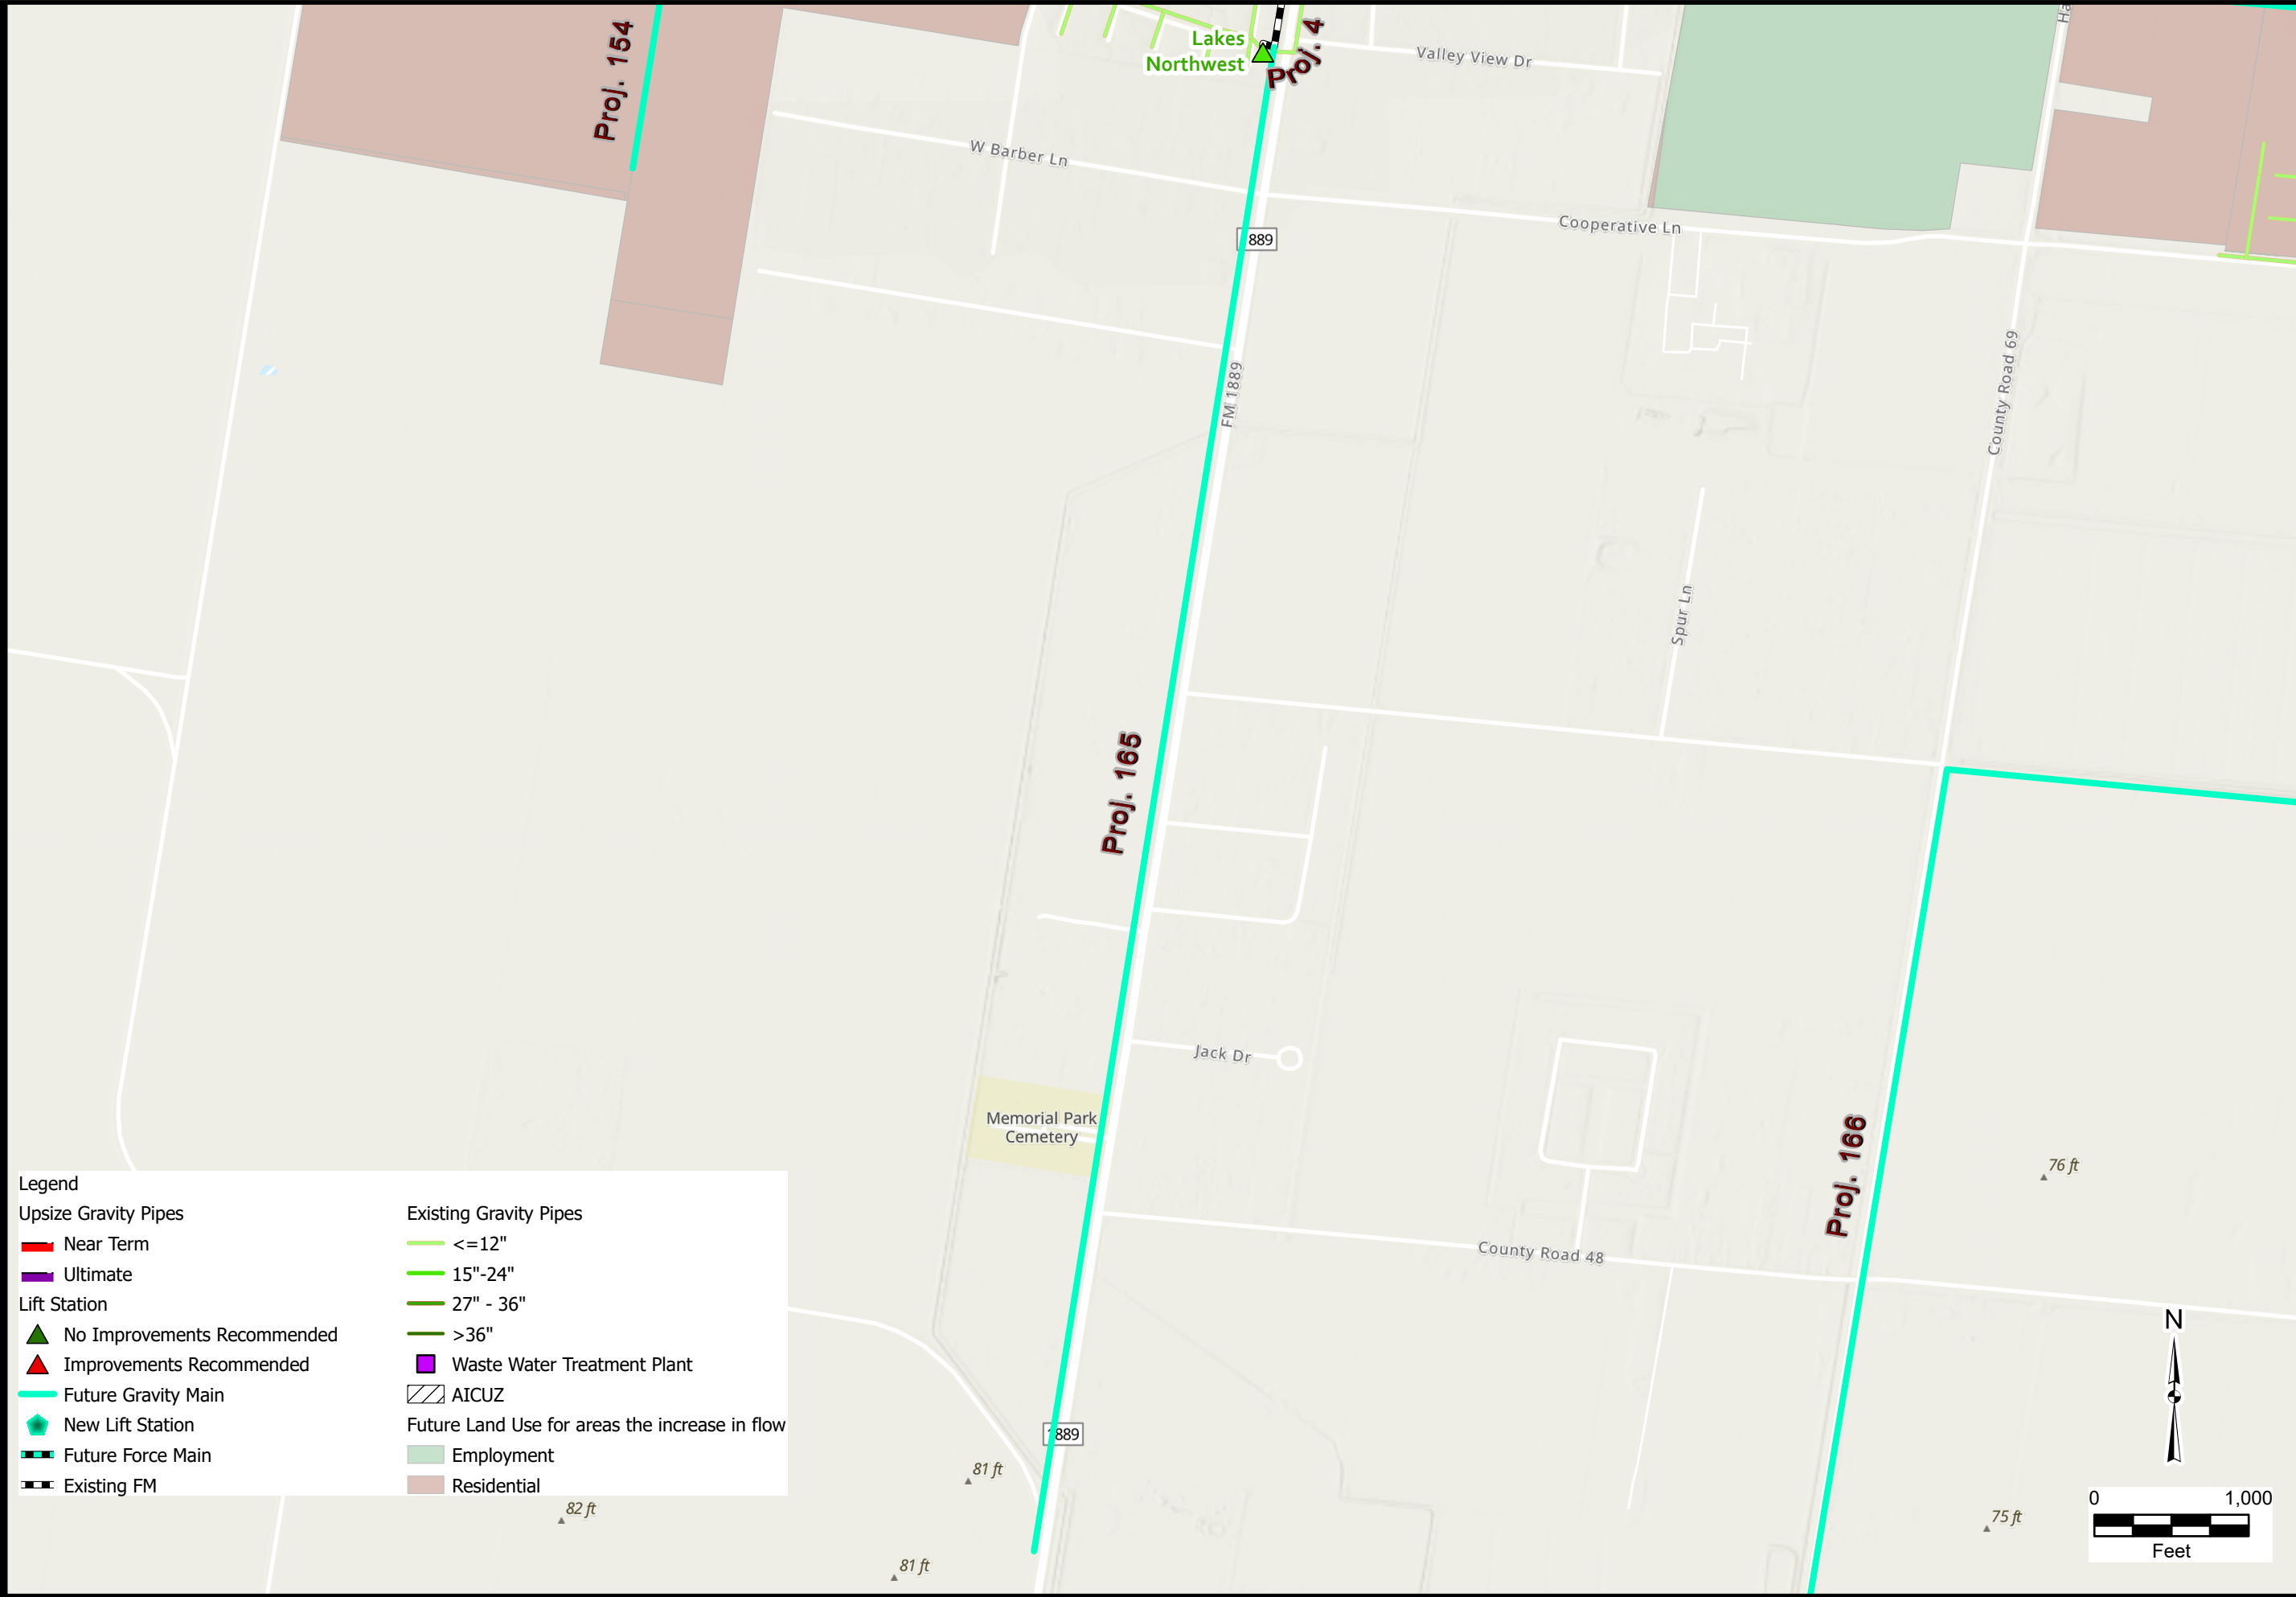 Proj. 154
Lakes
Northwest
Proj. 4
Valley View Dr
Ha
W Barber Ln
Cooperative Ln
889
FM 1889
County Road 69
Spur Ln
Proj. 165
Jack Dr
Memorial Park
Cemetery
Proj. 166
76 ft
County Road 48
Legend
Upsize Gravity Pipes
Near Term
Ultimate
Lift Station
No Improvements Recommended
Improvements Recommended
Future Gravity Main
New Lift Station
Future Force Main
Existing FM
Existing Gravity Pipes
<=12"
15"-24"
27" - 36"
>36"
Waste Water Treatment Plant
AICUZ
Future Land Use for areas the increase in flow
Employment
Residential
1889
81 ft
82 ft
81 ft
75 ft
N
0 1,000
Feet